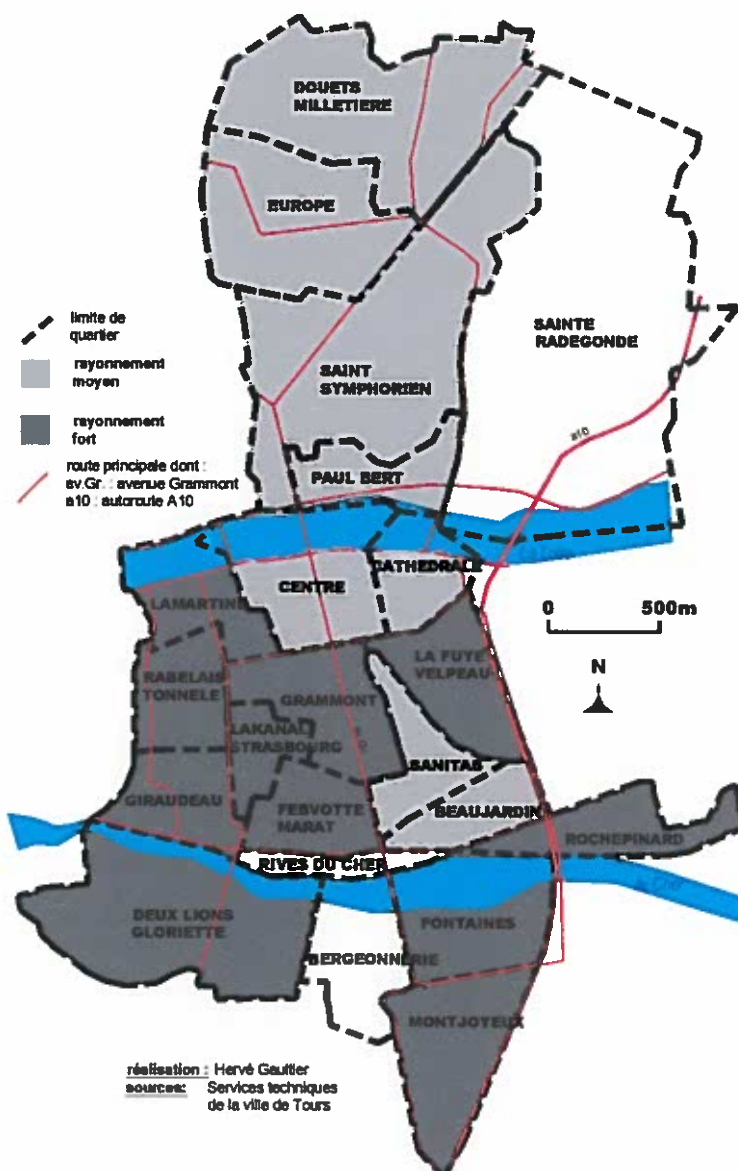 DOUETS
MILLETIERE
EUROPE
limite de
quartier
rayonnement
moyen
rayonnement
fort
route principale dont :
av.Gr. : avenue Grammont
a10 : autoroute A10
SAINTE
RADEGONDE
SAINT
SYMPHORIEN
a10
PAUL BERT
CATHEDRALE
CENTRE
LAMARTINE
0 500m
N
LA FUYE
VELPEAU
RABELAIS
TONNELE
GRAMMONT
LAKANAL
STRASBOURG
SANITAS
BEAUJARDIN
GIRAUDEAU
FEBVOTTE
MARAT
ROCHEPINARD
RIVES DU CHER
le Cher
DEUX LIONS
GLORIETTE
FONTAINES
BERGEONNERIE
MONTJOYEUX
réalisation : Hervé Gaultier
sources: Services techniques
de la ville de Tours